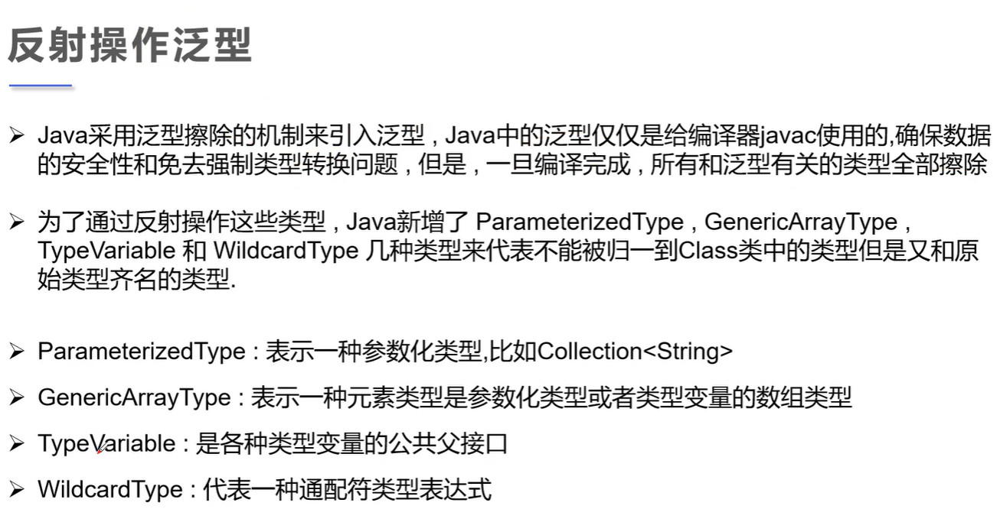 反射操作泛型
Java采用泛型擦除的机制来引入泛型 , Java中的泛型仅仅是给编译器javac使用的,确保数据
的安全性和免去强制类型转换问题 , 但是 , 一旦编译完成 , 所有和泛型有关的类型全部擦除
为了通过反射操作这些类型 , Java新增了 ParameterizedType , GenericArrayType ,
TypeVariable 和 WildcardType 几种类型来代表不能被归一到Class类中的类型但是又和原
始类型齐名的类型.
ParameterizedType : 表示一种参数化类型,比如Collection<String>
GenericArrayType : 表示一种元素类型是参数化类型或者类型变量的数组类型
TypeVariable : 是各种类型变量的公共父接口
WildcardType : 代表一种通配符类型表达式